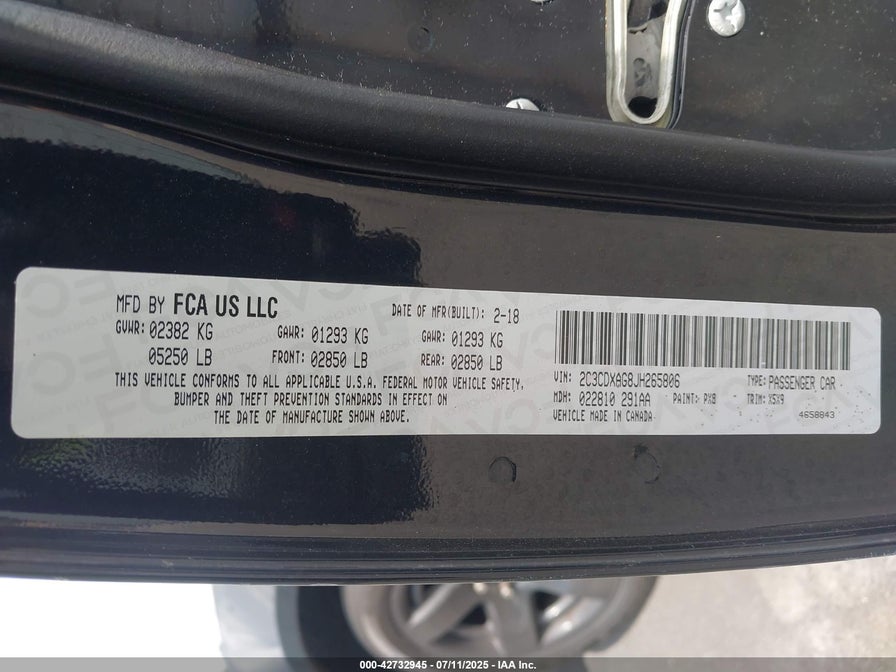 MFD BY FCA US LLC
DATE OF MFR(BUILT): 2-18
GVWR: 02382 KG GAWR: 01293 KG GAWR: 01293 KG
05250 LB FRONT: 02850 LB REAR: 02850 LB
THIS VEHICLE CONFORMS TO ALL APPLICABLE U.S.A. FEDERAL MOTOR VEHICLE SAFETY,
BUMPER AND THEFT PREVENTION STANDARDS IN EFFECT ON
THE DATE OF MANUFACTURE SHOWN ABOVE.
VIN: 2C3CDXAG8JH265806 TYPE: PASSENGER CAR
MDH: 022810 291AA PAINT: PX8 TRIM: X5X9
VEHICLE MADE IN CANADA 4658843
000-42732945 - 07/11/2025 - IAA Inc.